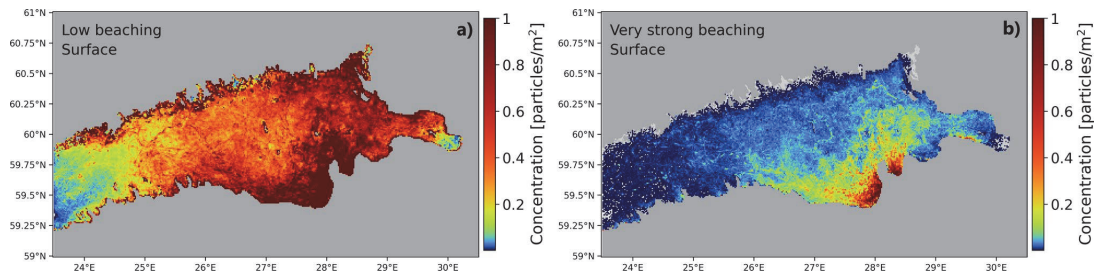 Low beaching
Surface
a)
61°N
60.75°N
60.5°N
60.25°N
60°N
59.75°N
59.5°N
59.25°N
59°N
24°E 25°E 26°E 27°E 28°E 29°E 30°E
1
0.8
0.6
0.4
0.2
Concentration [particles/m²]
Very strong beaching
Surface
b)
61°N
60.75°N
60.5°N
60.25°N
60°N
59.75°N
59.5°N
59.25°N
59°N
24°E 25°E 26°E 27°E 28°E 29°E 30°E
1
0.8
0.6
0.4
0.2
Concentration [particles/m²]